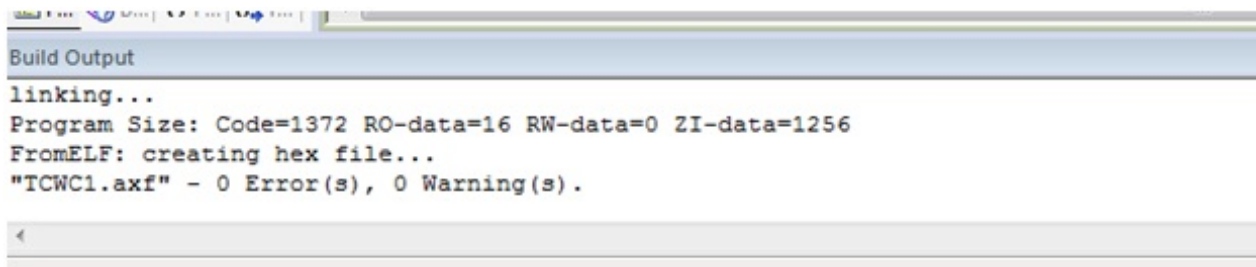 Build Output
linking...
Program Size: Code=1372 RO-data=16 RW-data=0 ZI-data=1256
FromELF: creating hex file...
"TCWC1.axf" - 0 Error(s), 0 Warning(s).